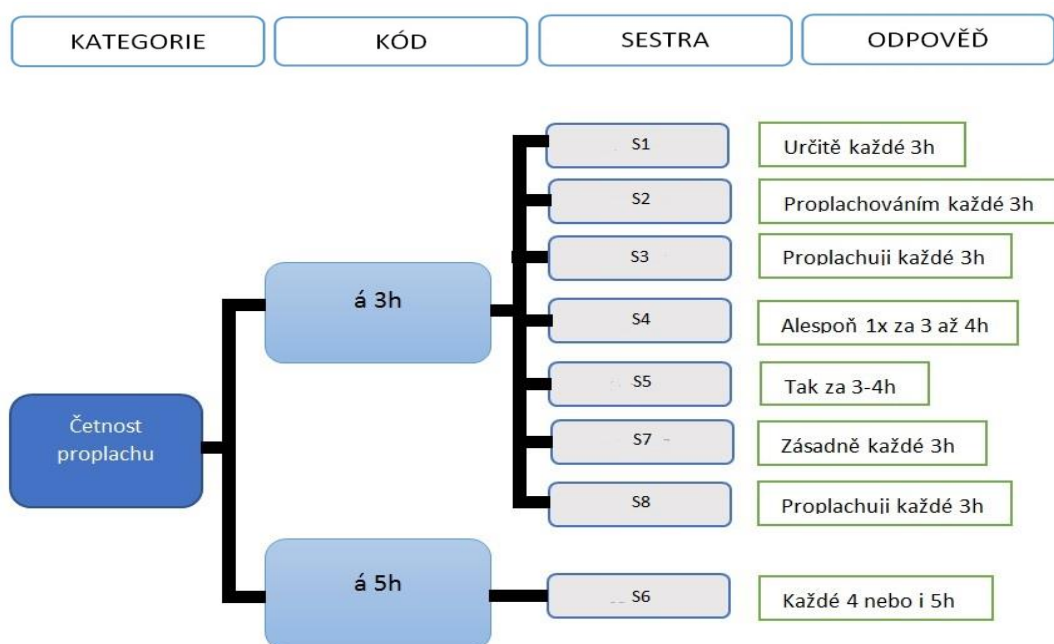 KATEGORIE
KÓD
SESTRA
ODPOVĚĎ
S1
Určitě každé 3h
S2
Proplachováním každé 3h
S3
Proplachuji každé 3h
á 3h
S4
Alespoň 1x za 3 až 4h
S5
Tak za 3-4h
Četnost
proplachu
S7
Zásadně každé 3h
S8
Proplachuji každé 3h
á 5h
S6
Každé 4 nebo i 5h